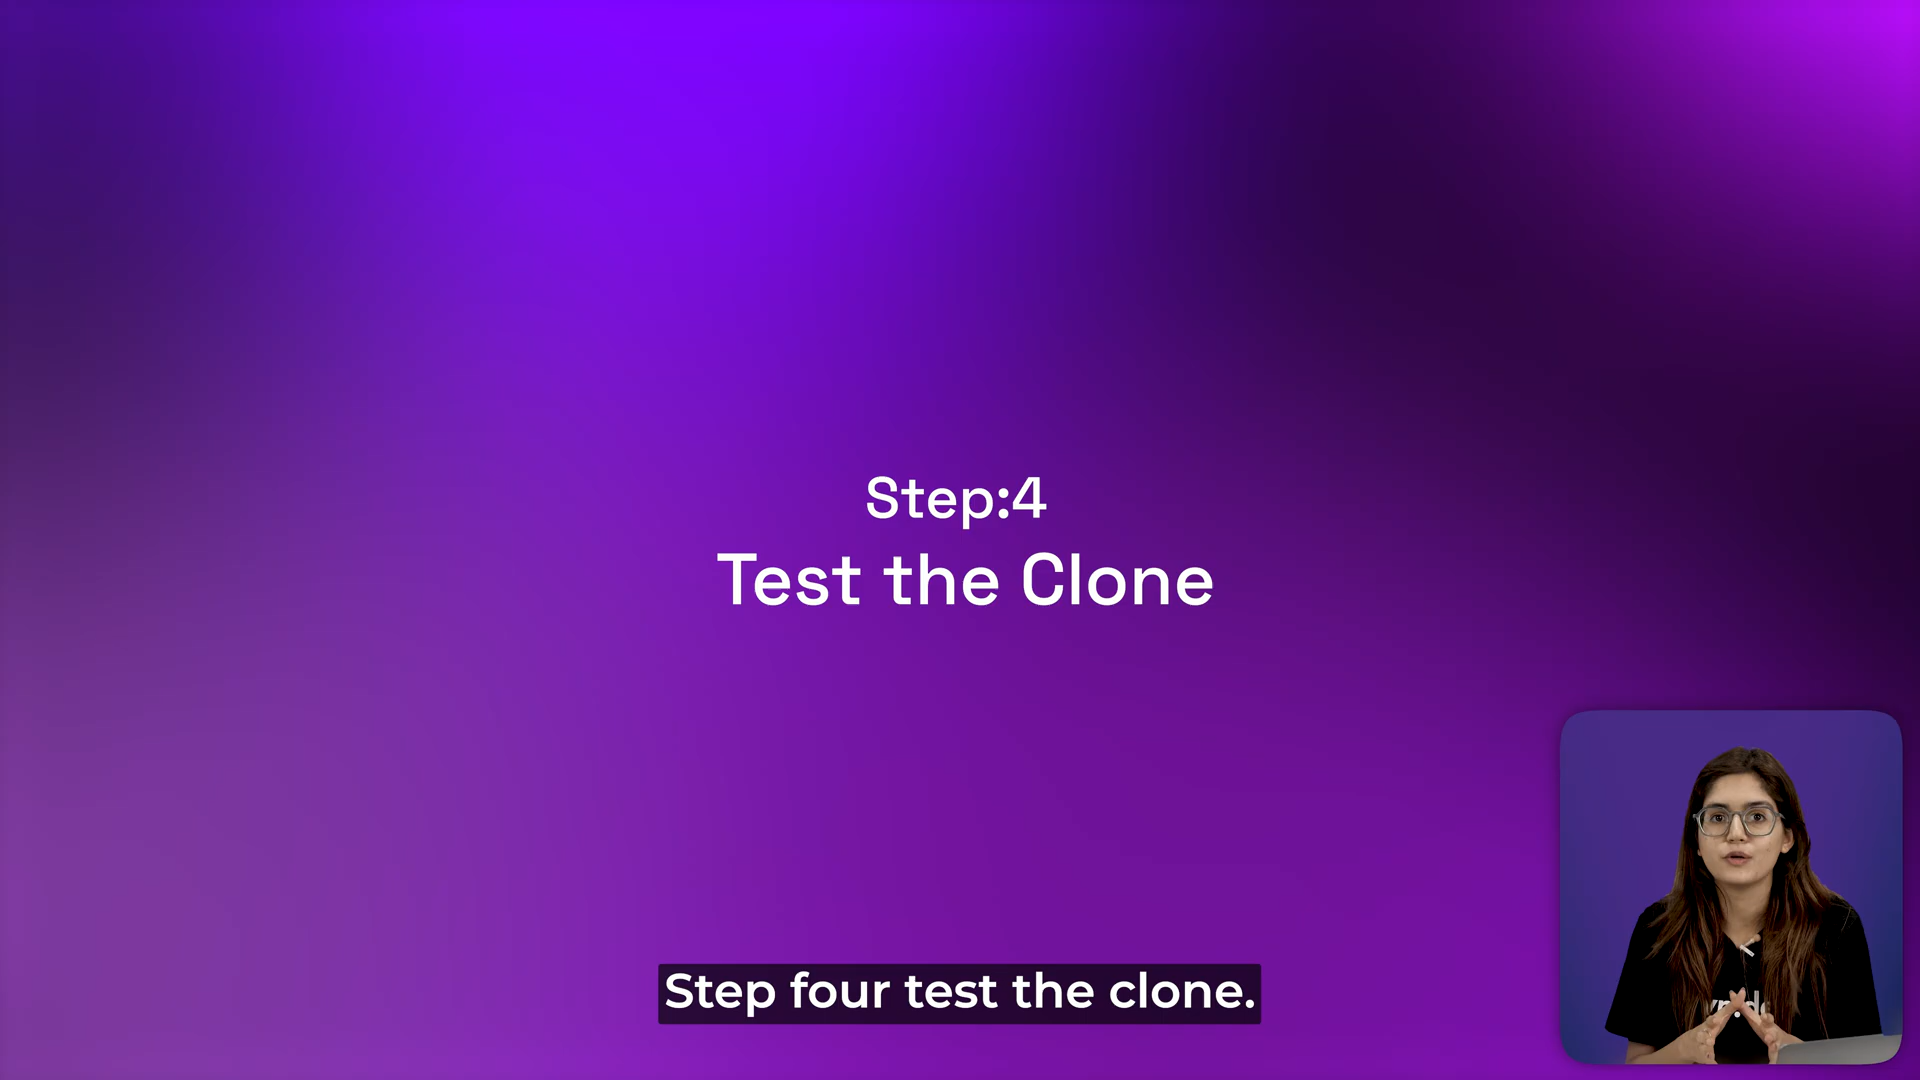 Step:4
Test the Clone
Step four test the clone.